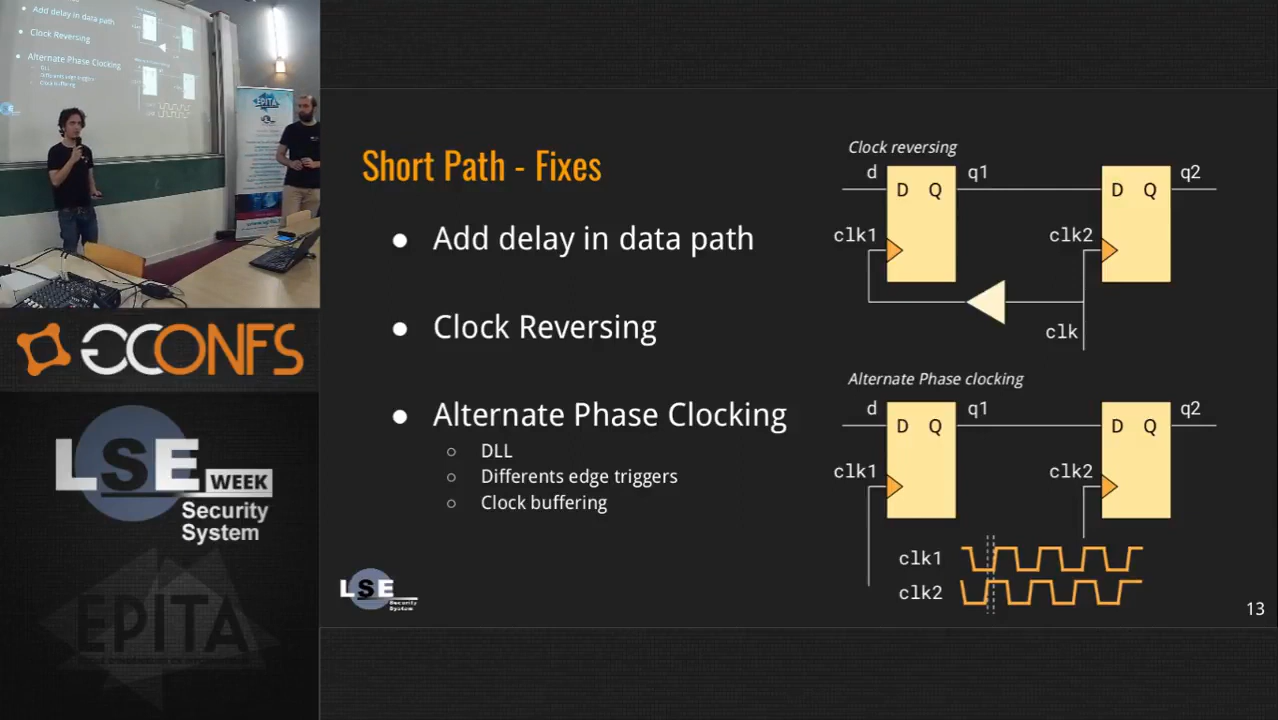 Add delay in data path
Clock Reversing
Alternate Phase Clocking
DLL
Differents edge triggers
Clock buffering
EPITA
GCONFS
LSE
WEEK
Security
System
EPITA
Short Path - Fixes
● Add delay in data path
● Clock Reversing
● Alternate Phase Clocking
○ DLL
○ Differents edge triggers
○ Clock buffering
LSE
Security
System
Clock reversing
d D Q q1 D Q q2
clk1 clk2
clk
Alternate Phase clocking
d D Q q1 D Q q2
clk1 clk2
clk1
clk2
13